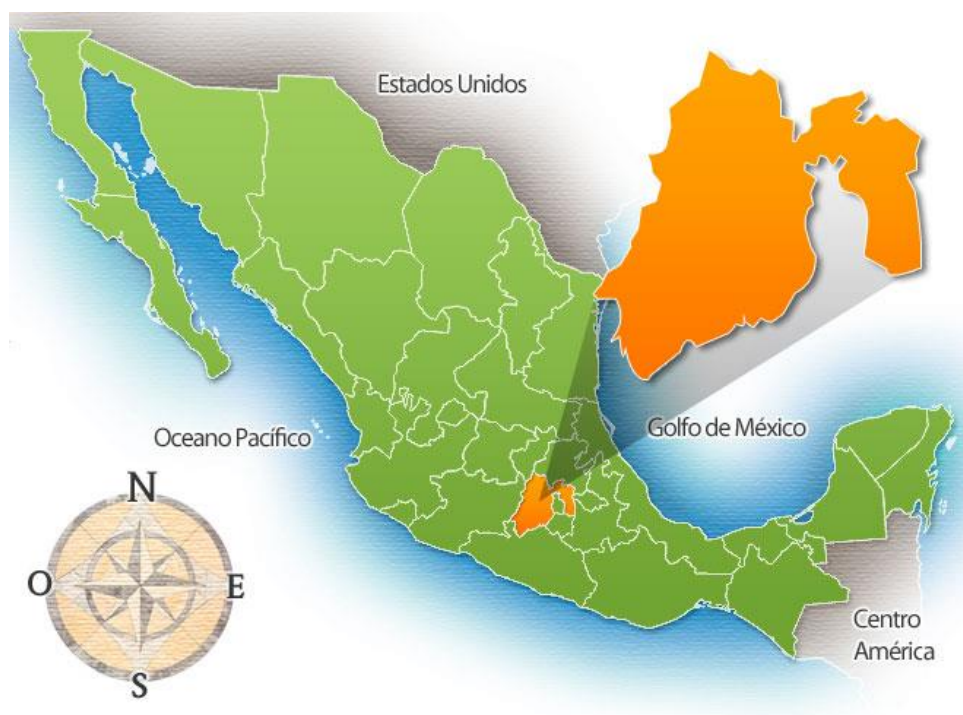 Estados Unidos
Golfo de México
Oceano Pacífico
N
O
E
S
Centro
América